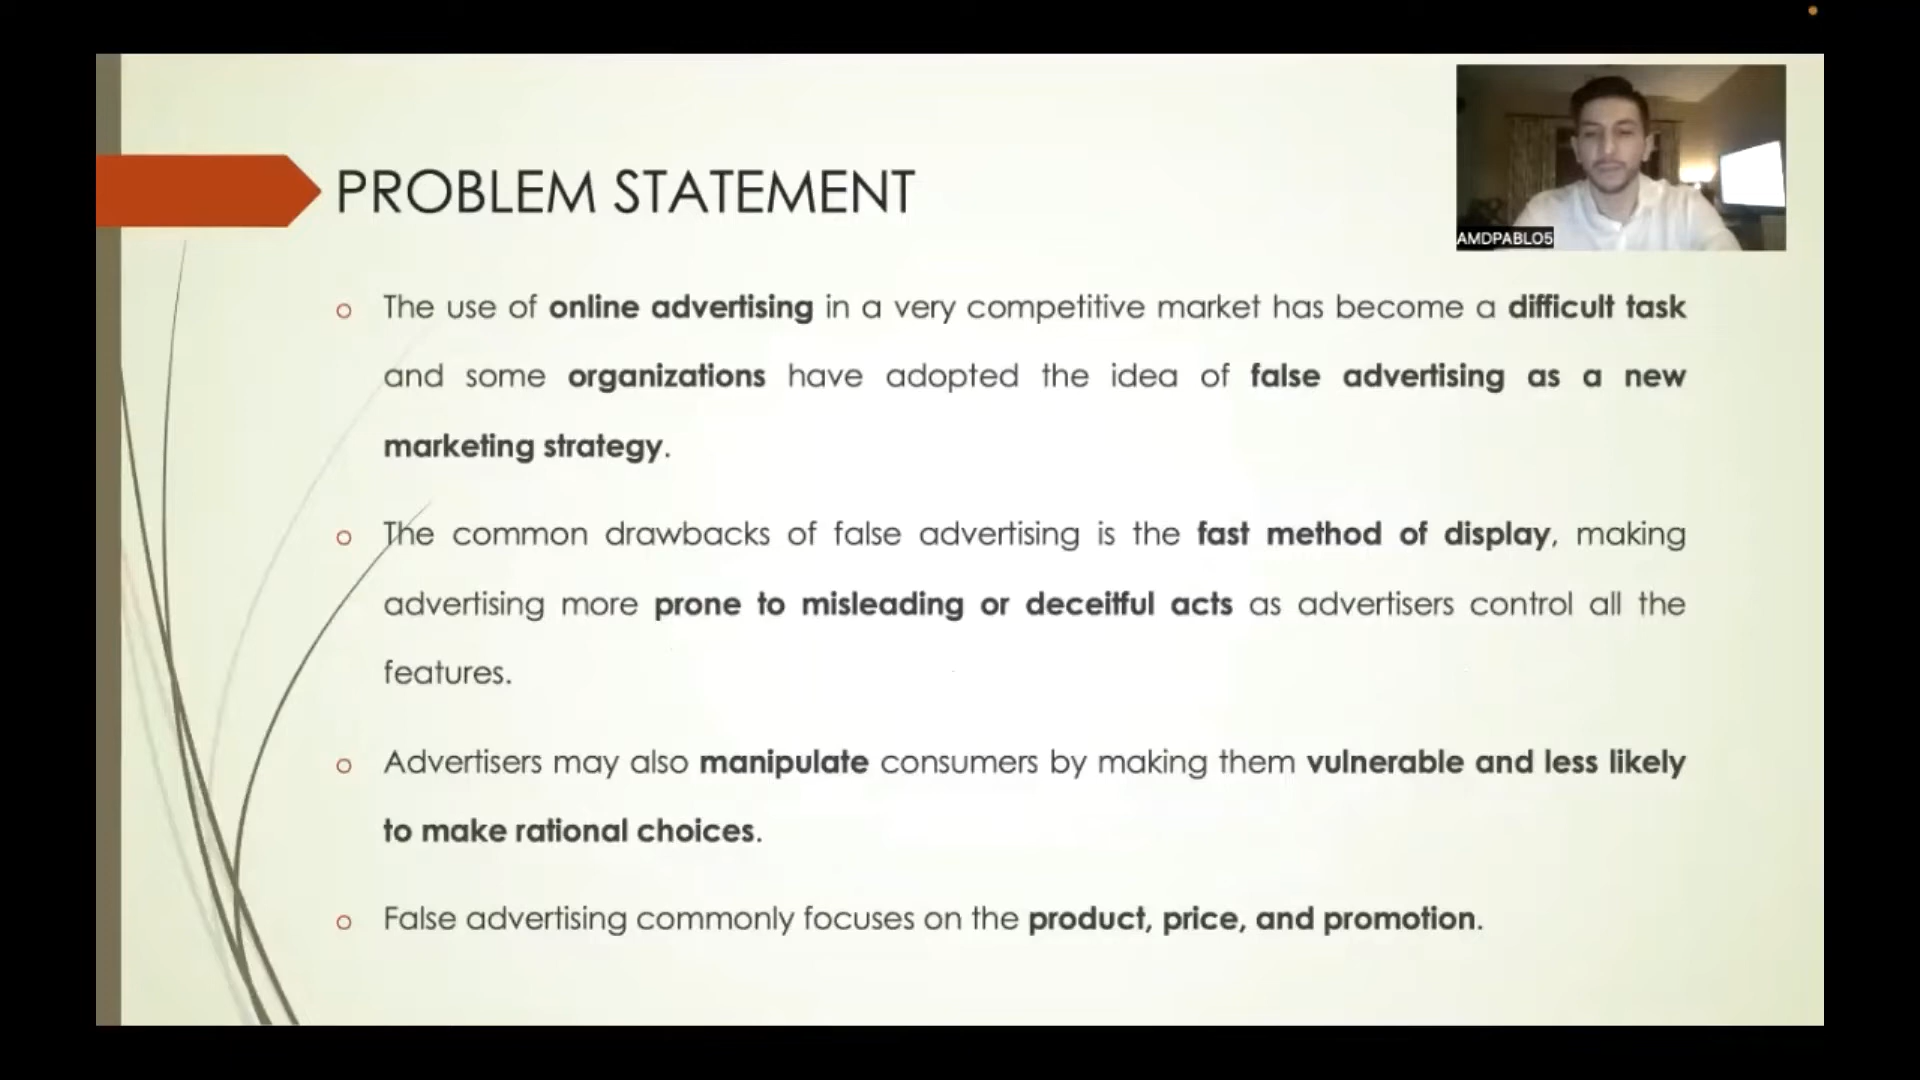 AMDPABLO5
PROBLEM STATEMENT
The use of online advertising in a very competitive market has become a difficult task
and some organizations have adopted the idea of false advertising as a new
marketing strategy.
The common drawbacks of false advertising is the fast method of display, making
advertising more prone to misleading or deceitful acts as advertisers control all the
features.
Advertisers may also manipulate consumers by making them vulnerable and less likely
to make rational choices.
False advertising commonly focuses on the product, price, and promotion.